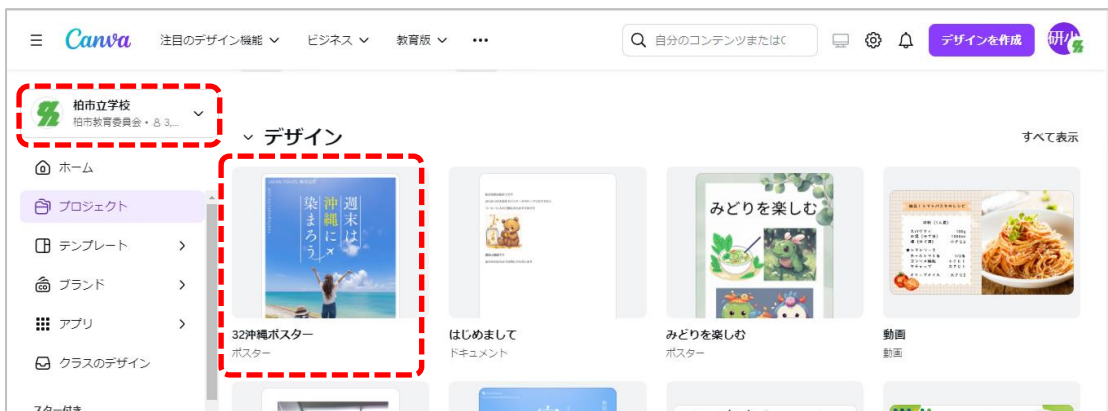 Canva
注目のデザイン機能
ビジネス
教育版
自分のコンテンツまたはc
デザインを作成
研小
柏市立学校
柏市教育委員会・ 3,...
ホーム
プロジェクト
テンプレート
ブランド
アプリ
クラスのデザイン
デザイン
すべて表示
週末は
沖縄に
染まろう
32沖縄ポスター
ポスター
はじめまして
ドキュメント
みどりを楽しむ
みどりを楽しむ
ポスター
動画
動画